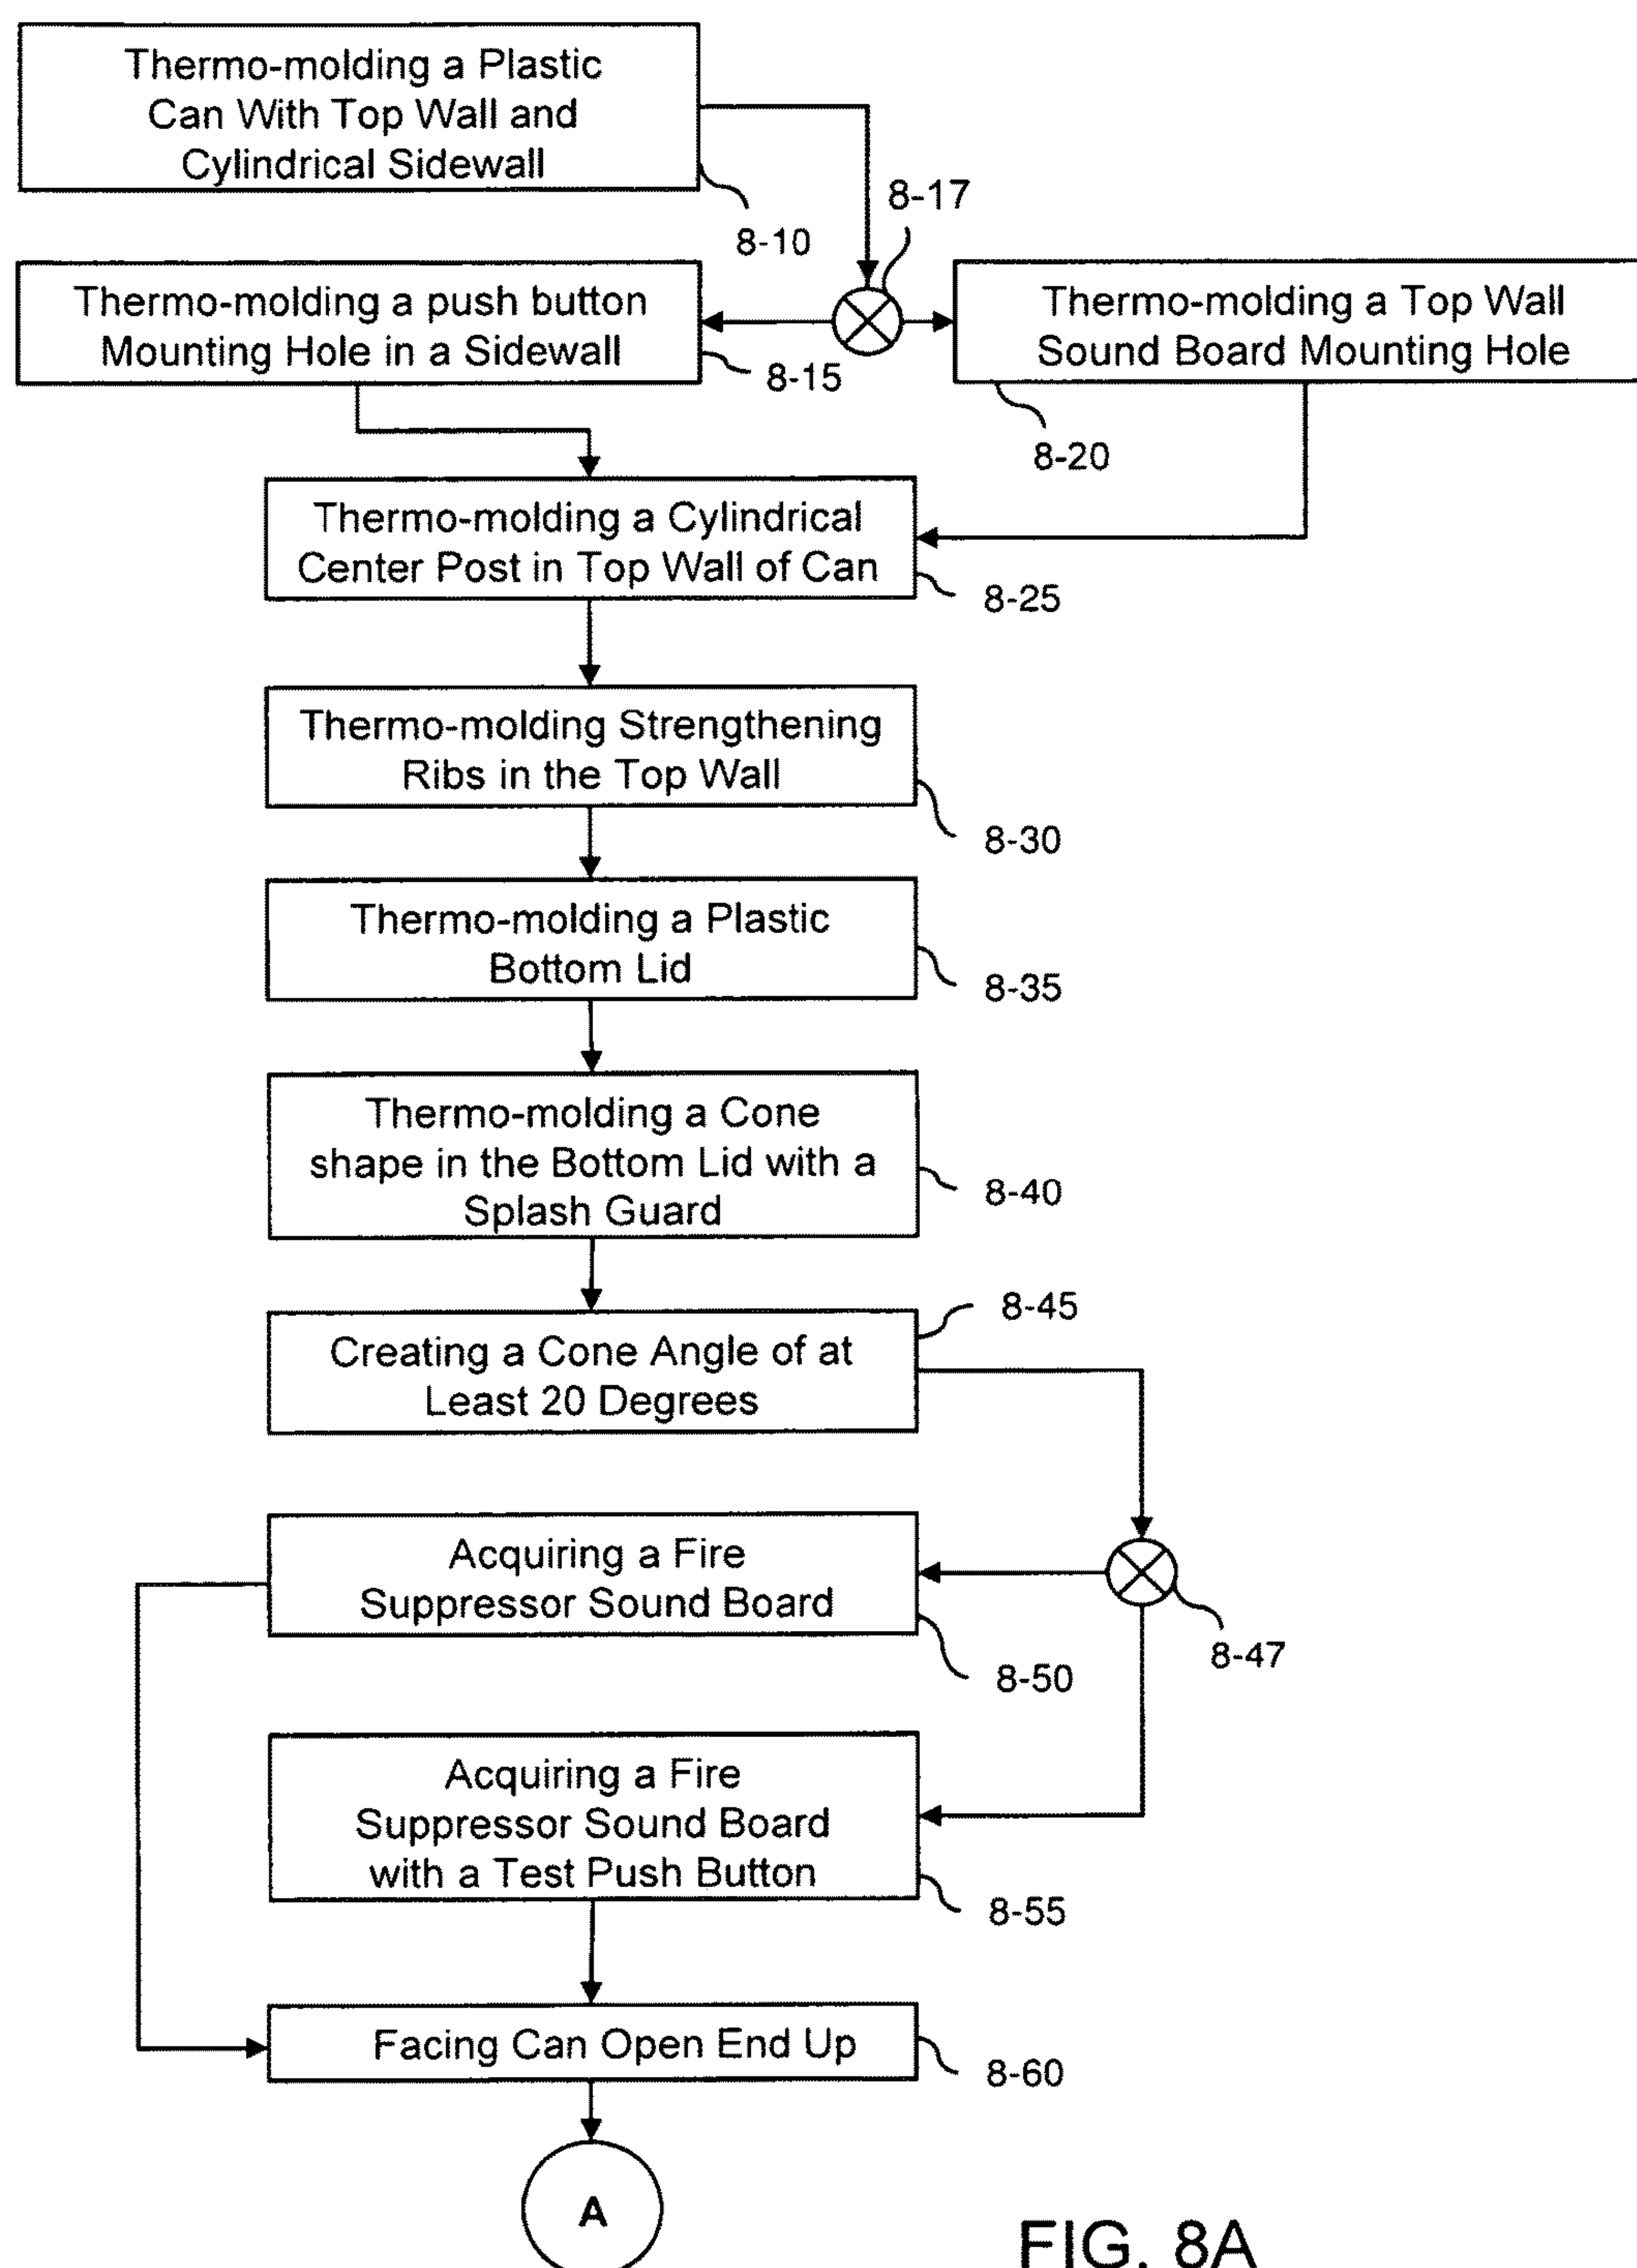 Thermo-molding a Plastic
Can With Top Wall and
Cylindrical Sidewall
8-10
8-17
Thermo-molding a push button
Mounting Hole in a Sidewall
8-15
Thermo-molding a Top Wall
Sound Board Mounting Hole
8-20
Thermo-molding a Cylindrical
Center Post in Top Wall of Can
8-25
Thermo-molding Strengthening
Ribs in the Top Wall
8-30
Thermo-molding a Plastic
Bottom Lid
8-35
Thermo-molding a Cone
shape in the Bottom Lid with a
Splash Guard
8-40
8-45
Creating a Cone Angle of at
Least 20 Degrees
Acquiring a Fire
Suppressor Sound Board
8-47
8-50
Acquiring a Fire
Suppressor Sound Board
with a Test Push Button
8-55
Facing Can Open End Up
8-60
A
FIG. 8A